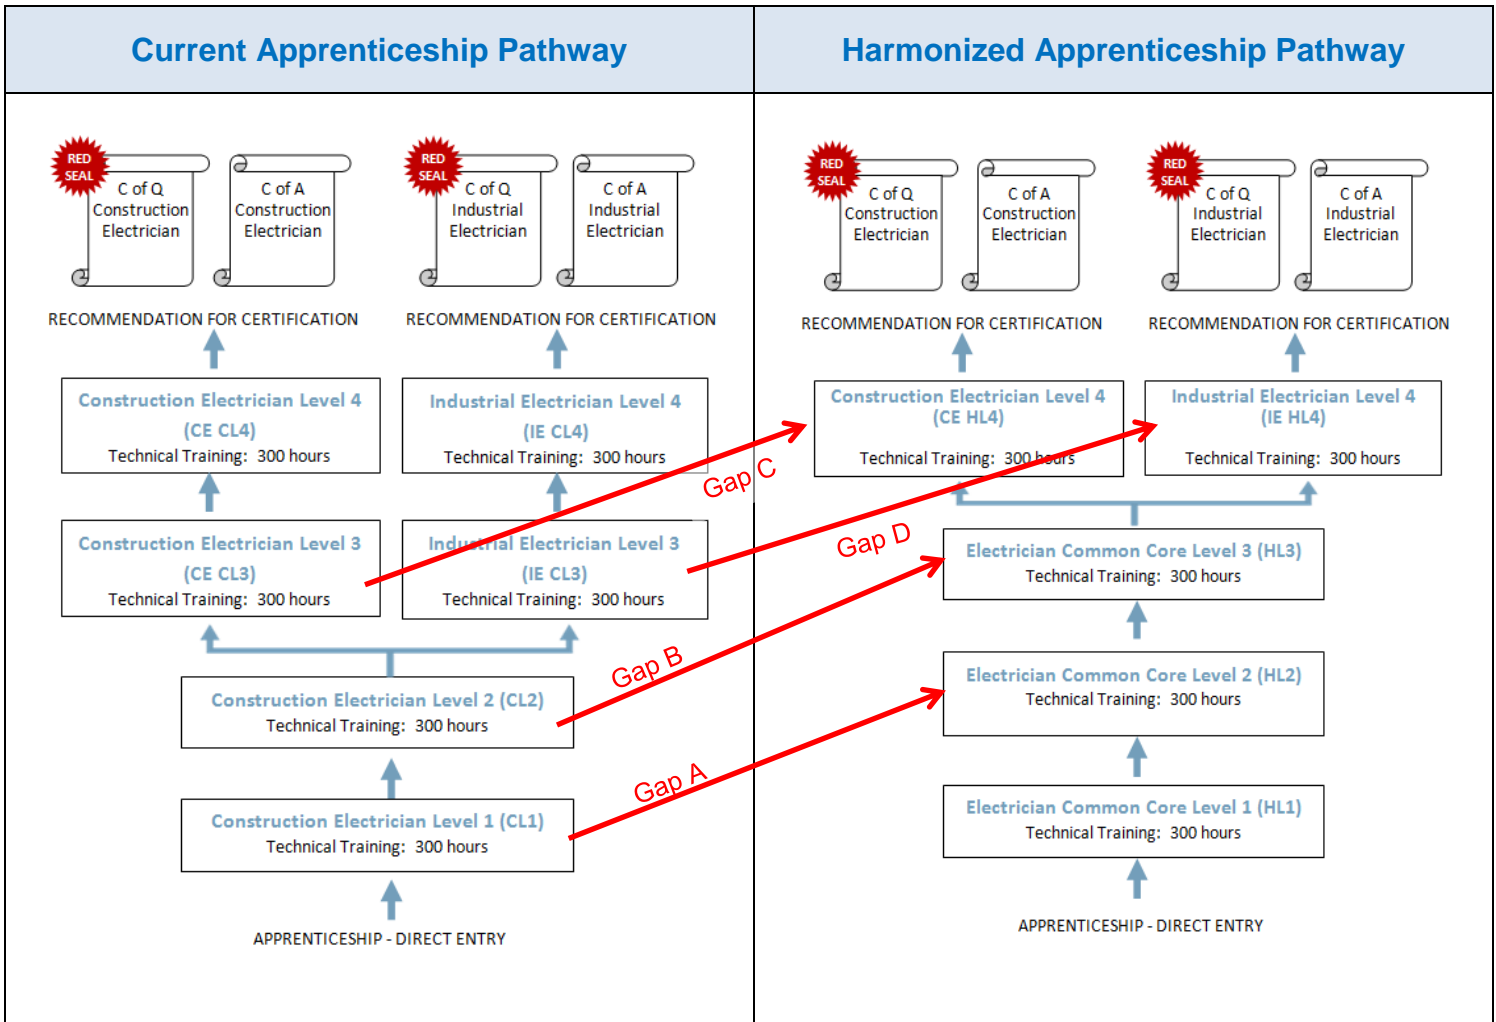 Current Apprenticeship Pathway
RED
SEAL
C of Q
Construction
Electrician
C of A
Construction
Electrician
RED
SEAL
C of Q
Industrial
Electrician
C of A
Industrial
Electrician
RECOMMENDATION FOR CERTIFICATION
RECOMMENDATION FOR CERTIFICATION
Construction Electrician Level 4
(CE CL4)
Technical Training: 300 hours
Industrial Electrician Level 4
(IE CL4)
Technical Training: 300 hours
Construction Electrician Level 3
(CE CL3)
Technical Training: 300 hours
Industrial Electrician Level 3
(IE CL3)
Technical Training: 300 hours
Construction Electrician Level 2 (CL2)
Technical Training: 300 hours
Construction Electrician Level 1 (CL1)
Technical Training: 300 hours
APPRENTICESHIP - DIRECT ENTRY
Gap C
Gap D
Gap B
Gap A
Harmonized Apprenticeship Pathway
RED
SEAL
C of Q
Construction
Electrician
C of A
Construction
Electrician
RED
SEAL
C of Q
Industrial
Electrician
C of A
Industrial
Electrician
RECOMMENDATION FOR CERTIFICATION
RECOMMENDATION FOR CERTIFICATION
Construction Electrician Level 4
(CE HL4)
Technical Training: 300 hours
Industrial Electrician Level 4
(IE HL4)
Technical Training: 300 hours
Electrician Common Core Level 3 (HL3)
Technical Training: 300 hours
Electrician Common Core Level 2 (HL2)
Technical Training: 300 hours
Electrician Common Core Level 1 (HL1)
Technical Training: 300 hours
APPRENTICESHIP - DIRECT ENTRY